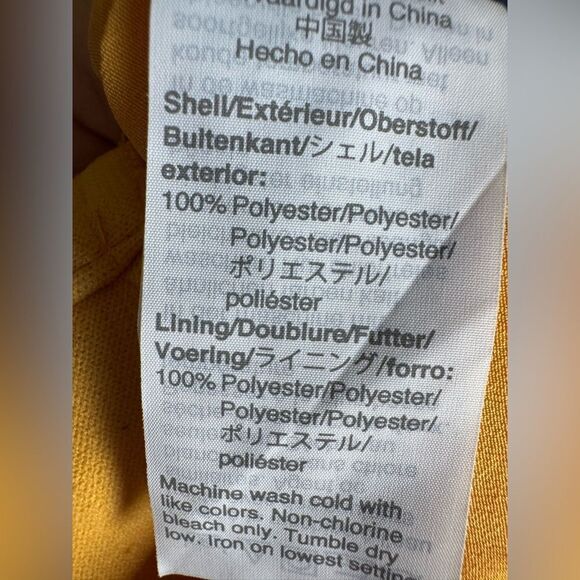 in China
中国製
Hecho en China
Shell/Extérieur/Oberstoff/
Buitenkant/シェル/tela
exterior:
100% Polyester/Polyester/
Polyester/Polyester/
ポリエステル/
poliéster
Lining/Doublure/Futter/
Voering/ライニング/forro:
100% Polyester/Polyester/
Polyester/Polyester/
ポリエステル/
poliéster
Machine wash cold with
like colors. Non-chlorine
bleach only. Tumble dry
low. Iron on lowest setting